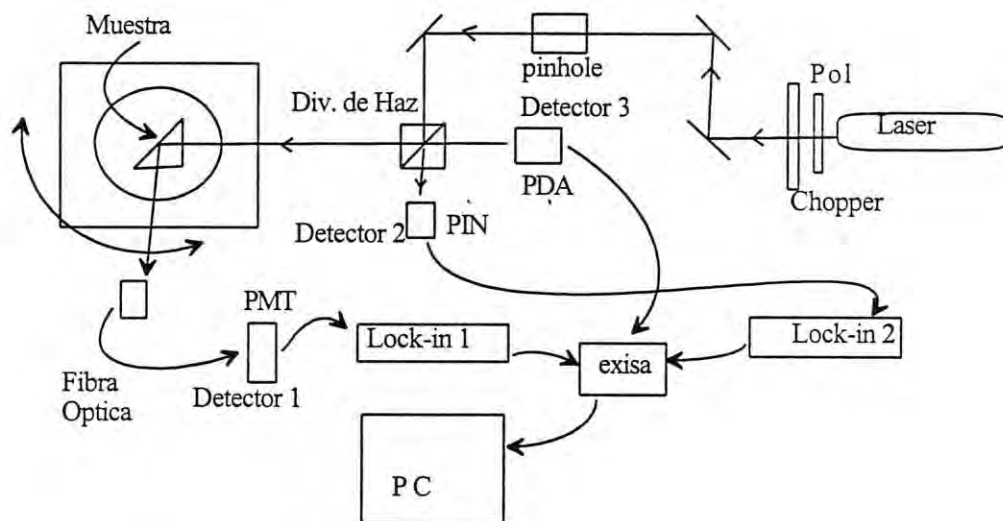 Muestra
pinhole
Pol
Laser
Chopper
Div. de Haz
Detector 3
PDA
PIN
Detector 2
PMT
Detector 1
Fibra
Optica
Lock-in 1
exisa
Lock-in 2
PC